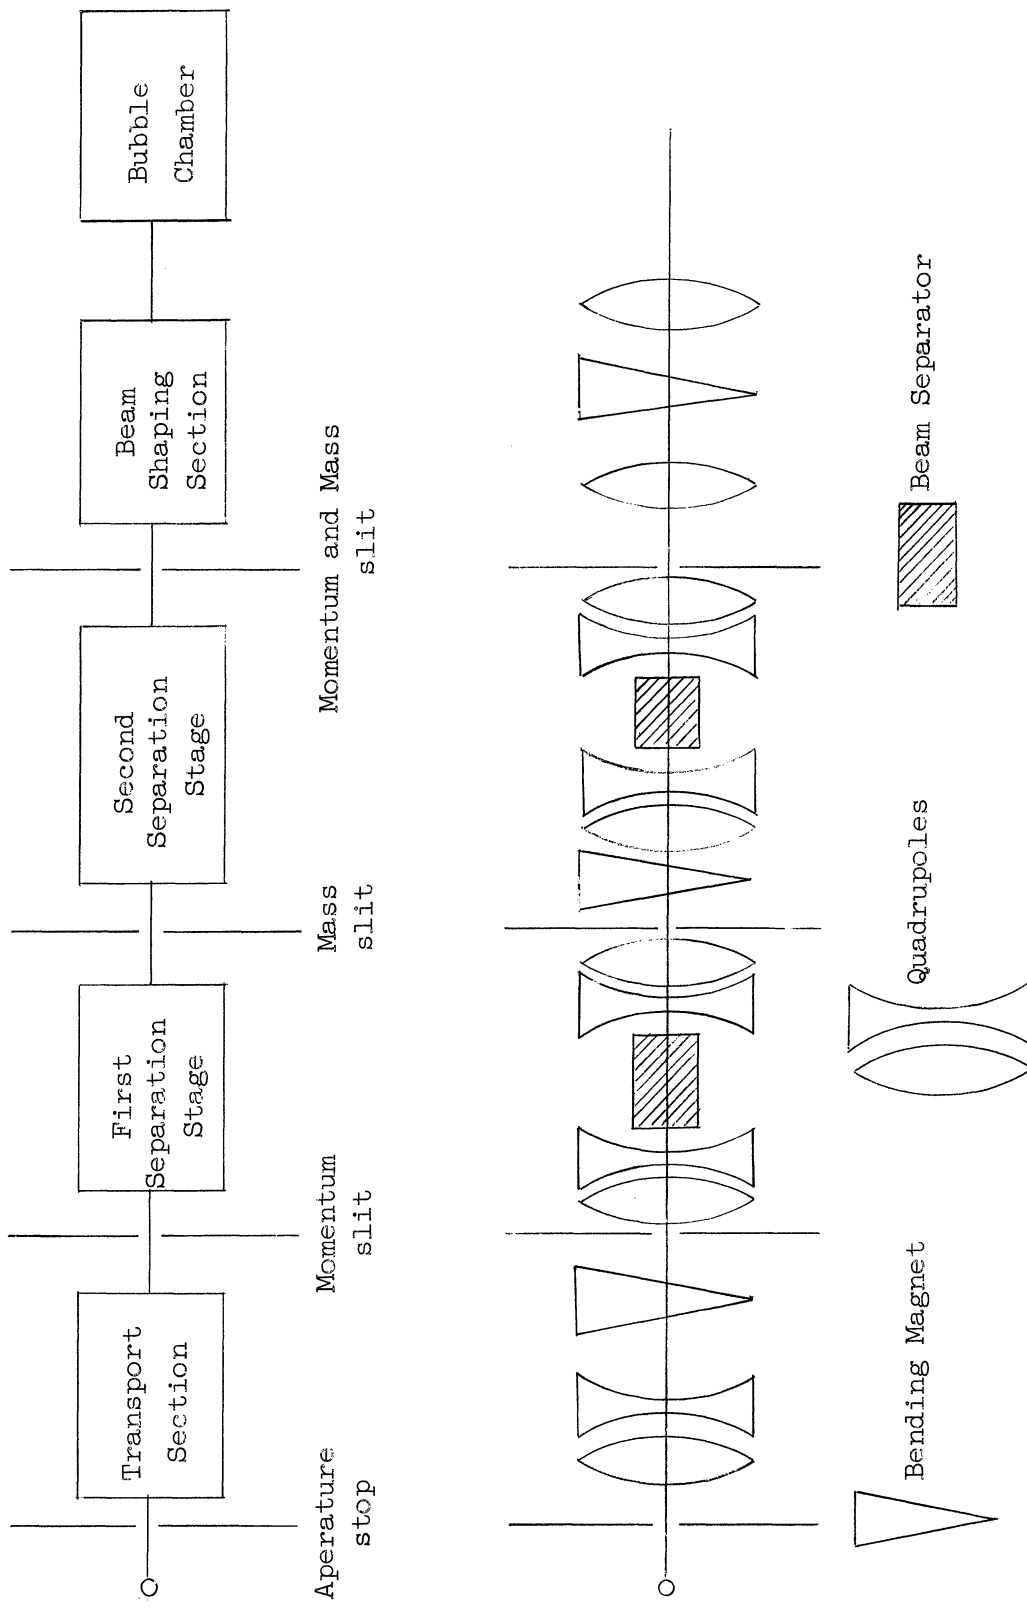 Transport
Section
First
Separation
Stage
Second
Separation
Stage
Beam
Shaping
Section
Bubble
Chamber
Aperature
stop
Momentum
slit
Mass
slit
Momentum and Mass
slit
Bending Magnet
Quadrupoles
Beam Separator